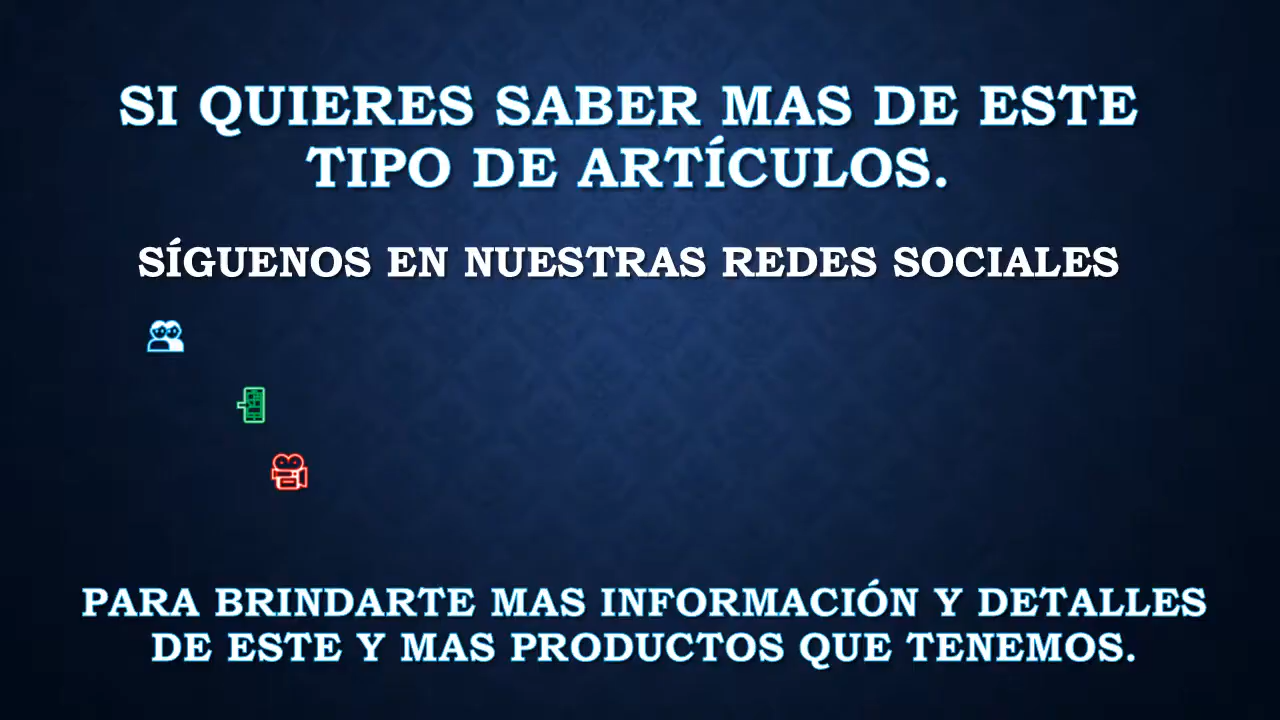 SI QUIERES SABER MAS DE ESTE
TIPO DE ARTÍCULOS.
SÍGUENOS EN NUESTRAS REDES SOCIALES
PARA BRINDARTE MAS INFORMACIÓN Y DETALLES
DE ESTE Y MAS PRODUCTOS QUE TENEMOS.